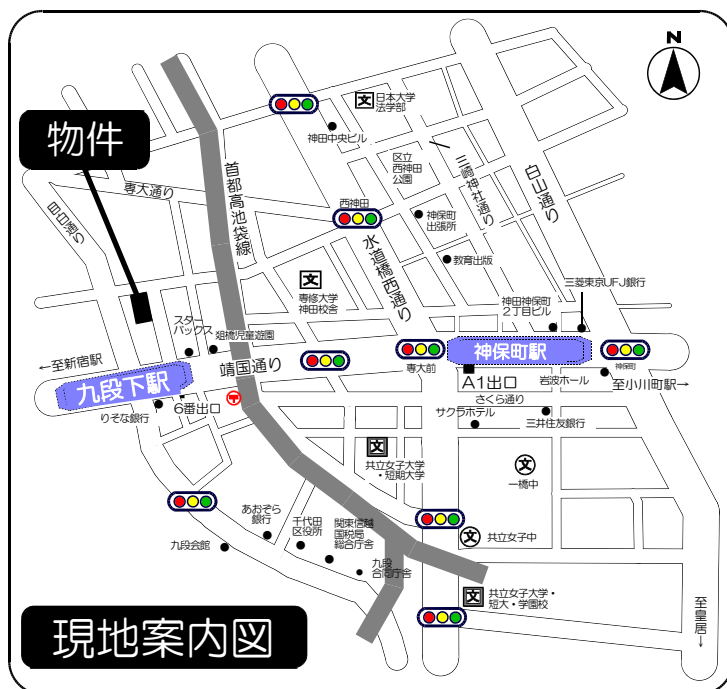 N
日本大学
法学部
神田中央ビル
物件
区立
西神田
公園
三崎神社通り
白山通り
首都高池袋線
専大通り
目白通り
西神田
神保町
出張所
水道橋西通り
教育出版
専修大学
神田校舎
三菱東京UFJ銀行
神田神保町
2丁目ビル
スター
バックス
俎橋児童遊園
靖国通り
専大前
神保町駅
神保町
←至新宿駅
九段下駅
りそな銀行
6番出口
A1出口
岩波ホール
至小川町駅→
さくら通り
サクラホテル
三井住友銀行
共立女子大学
・短期大学
一橋中
あおぞら
銀行
千代田
区役所
関東信越
国税局
総合庁舎
九段会館
九段
合同庁舎
共立女子中
共立女子大学・
短大・学園校
至皇居→
現地案内図
文
文
文
文
文
文